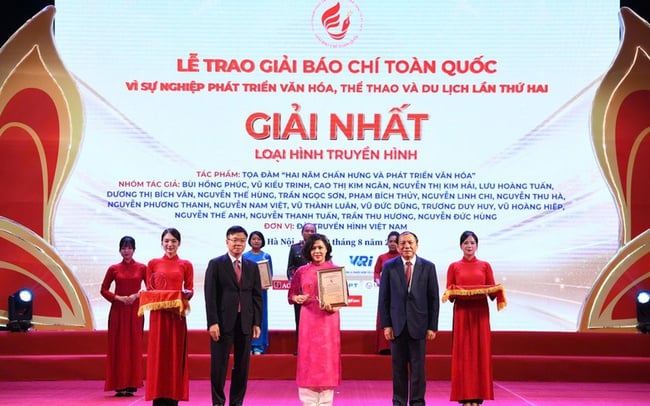 LỄ TRAO GIẢI BÁO CHÍ TOÀN QUỐC
VÌ SỰ NGHIỆP PHÁT TRIỂN VĂN HÓA, THỂ THAO VÀ DU LỊCH LẦN THỨ HAI
GIẢI NHẤT
LOẠI HÌNH TRUYỀN HÌNH
TÁC PHẨM: TỌA ĐÀM "HAI NĂM CHẤN HƯNG VÀ PHÁT TRIỂN VĂN HÓA"
NHÓM TÁC GIẢ: BÙI HỒNG PHÚC, VŨ KIỀU TRINH, CAO THỊ KIM NGÂN, NGUYỄN THỊ KIM HẢI, LƯU HOÀNG TUẤN,
DƯƠNG THỊ BÍCH VÂN, NGUYỄN THẾ HÙNG, TRẦN NGỌC SƠN, PHẠM BÍCH THỦY, NGUYỄN LINH CHI, NGUYỄN THU HÀ,
NGUYỄN PHƯƠNG THANH, NGUYỄN NAM VIỆT, VŨ THÀNH LUÂN, VŨ ĐỨC DŨNG, TRƯƠNG DUY HUY, VŨ HOÀNG HIỆP,
NGUYỄN THẾ ANH, NGUYỄN THANH TUẤN, TRẦN THU HƯƠNG, NGUYỄN ĐỨC HÙNG
ĐƠN VỊ: ĐÀI TRUYỀN HÌNH VIỆT NAM
Hà Nội, tháng 8 năm
VRi